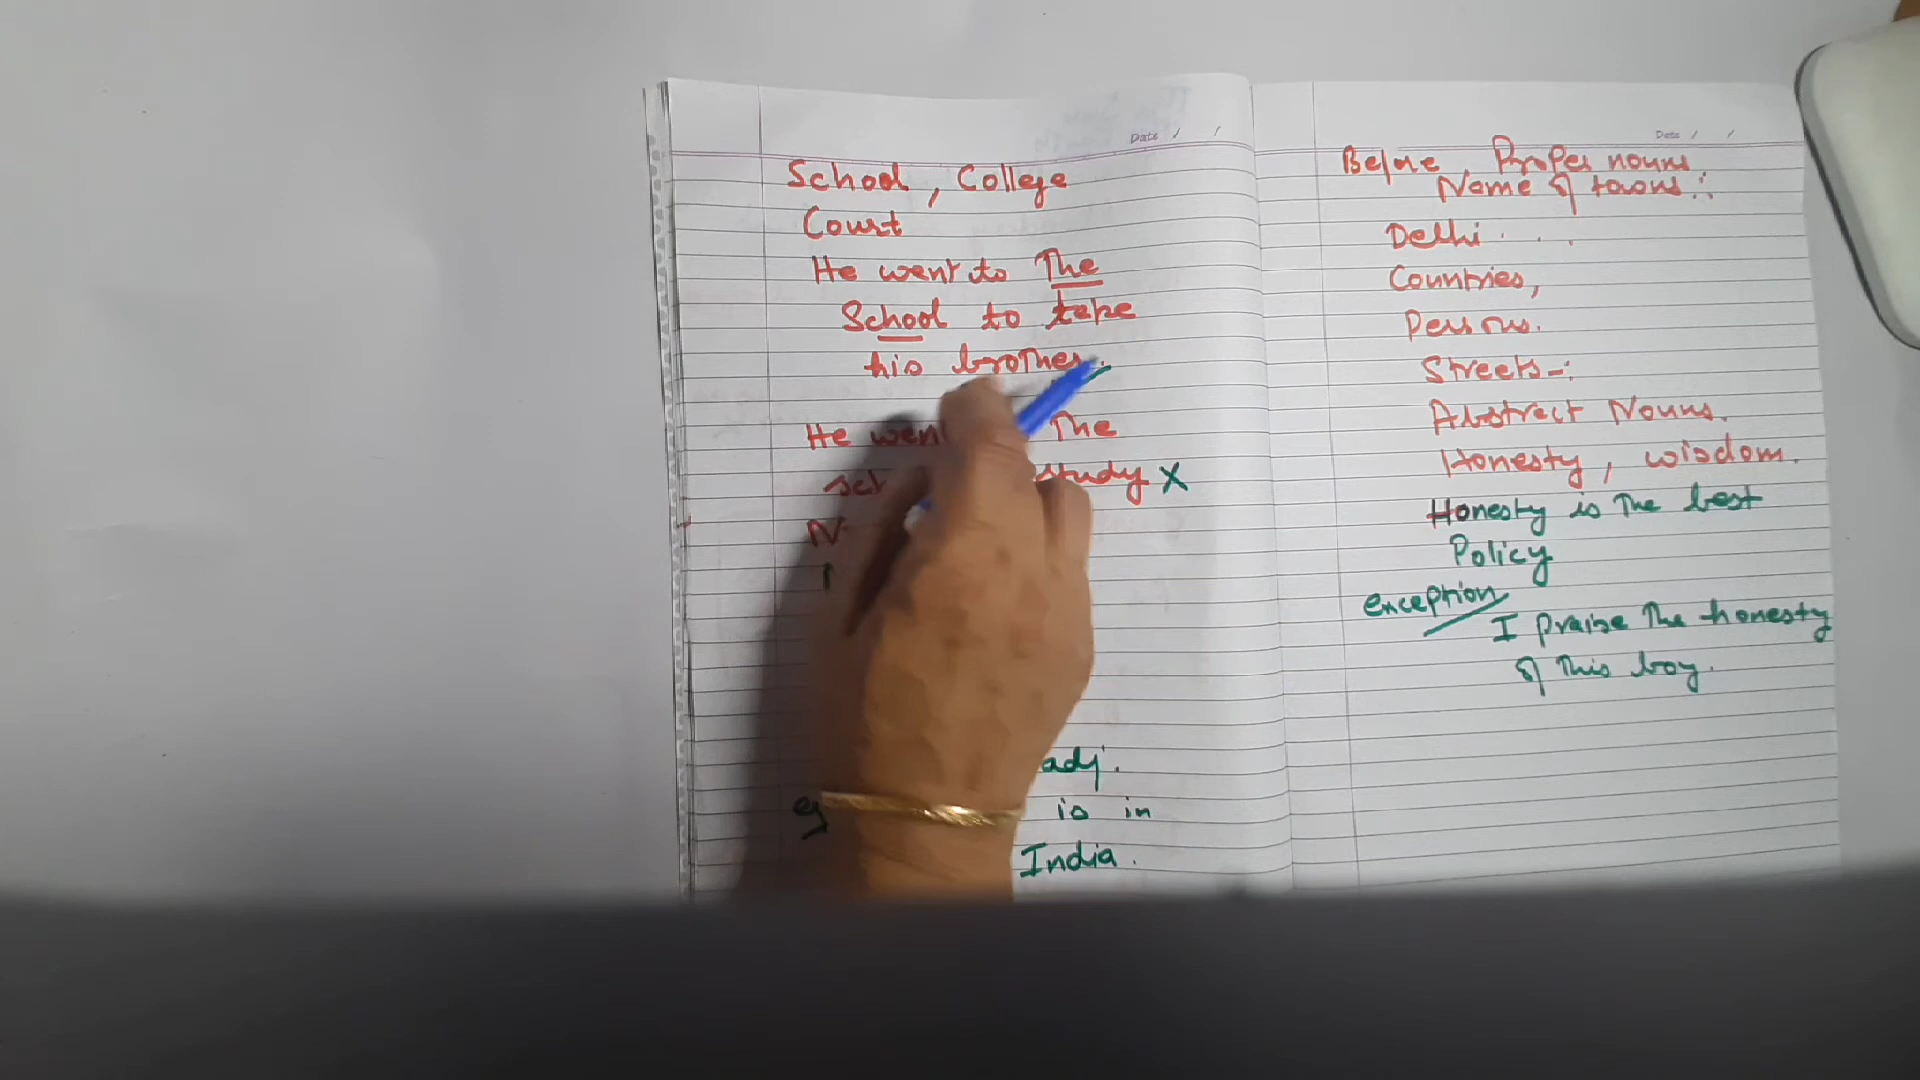 Date / /
School, College
Court
He went to The
School to take
his brother.
He went The
study X
adj.
eg is in
India.
Date / /
Before Proper nouns
Name of towns :
Delhi . . .
Countries,
Persons.
Streets -:
Abstract Nouns.
Honesty, wisdom.
Honesty is The best
Policy
exception
I praise The honesty
of This boy.